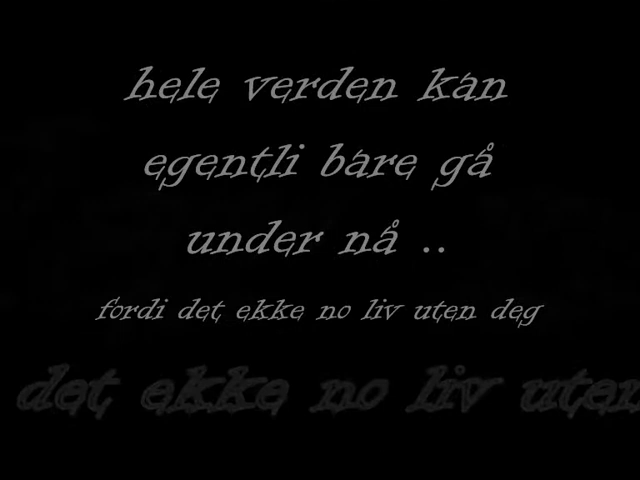 hele verden kan
egentli bare gå
under nå ..
fordi det ekke no liv uten deg
det ekke no liv uten